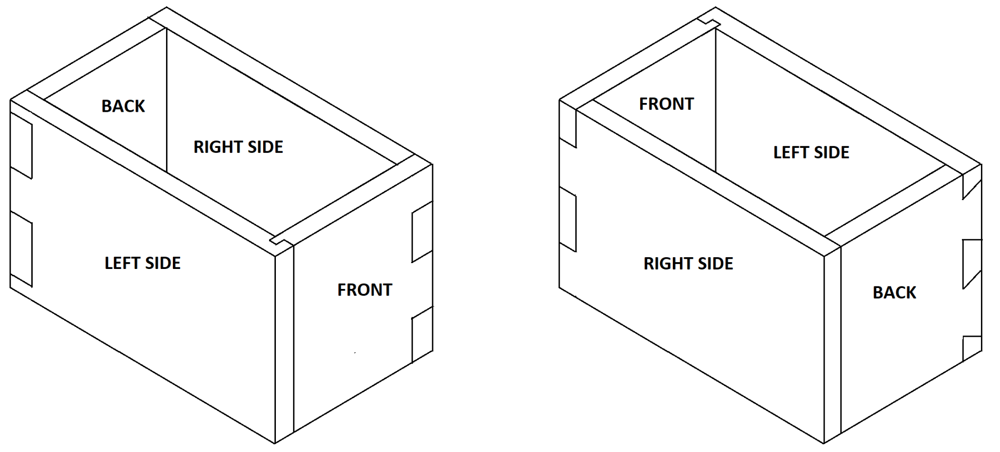 BACK
RIGHT SIDE
LEFT SIDE
FRONT
FRONT
LEFT SIDE
RIGHT SIDE
BACK